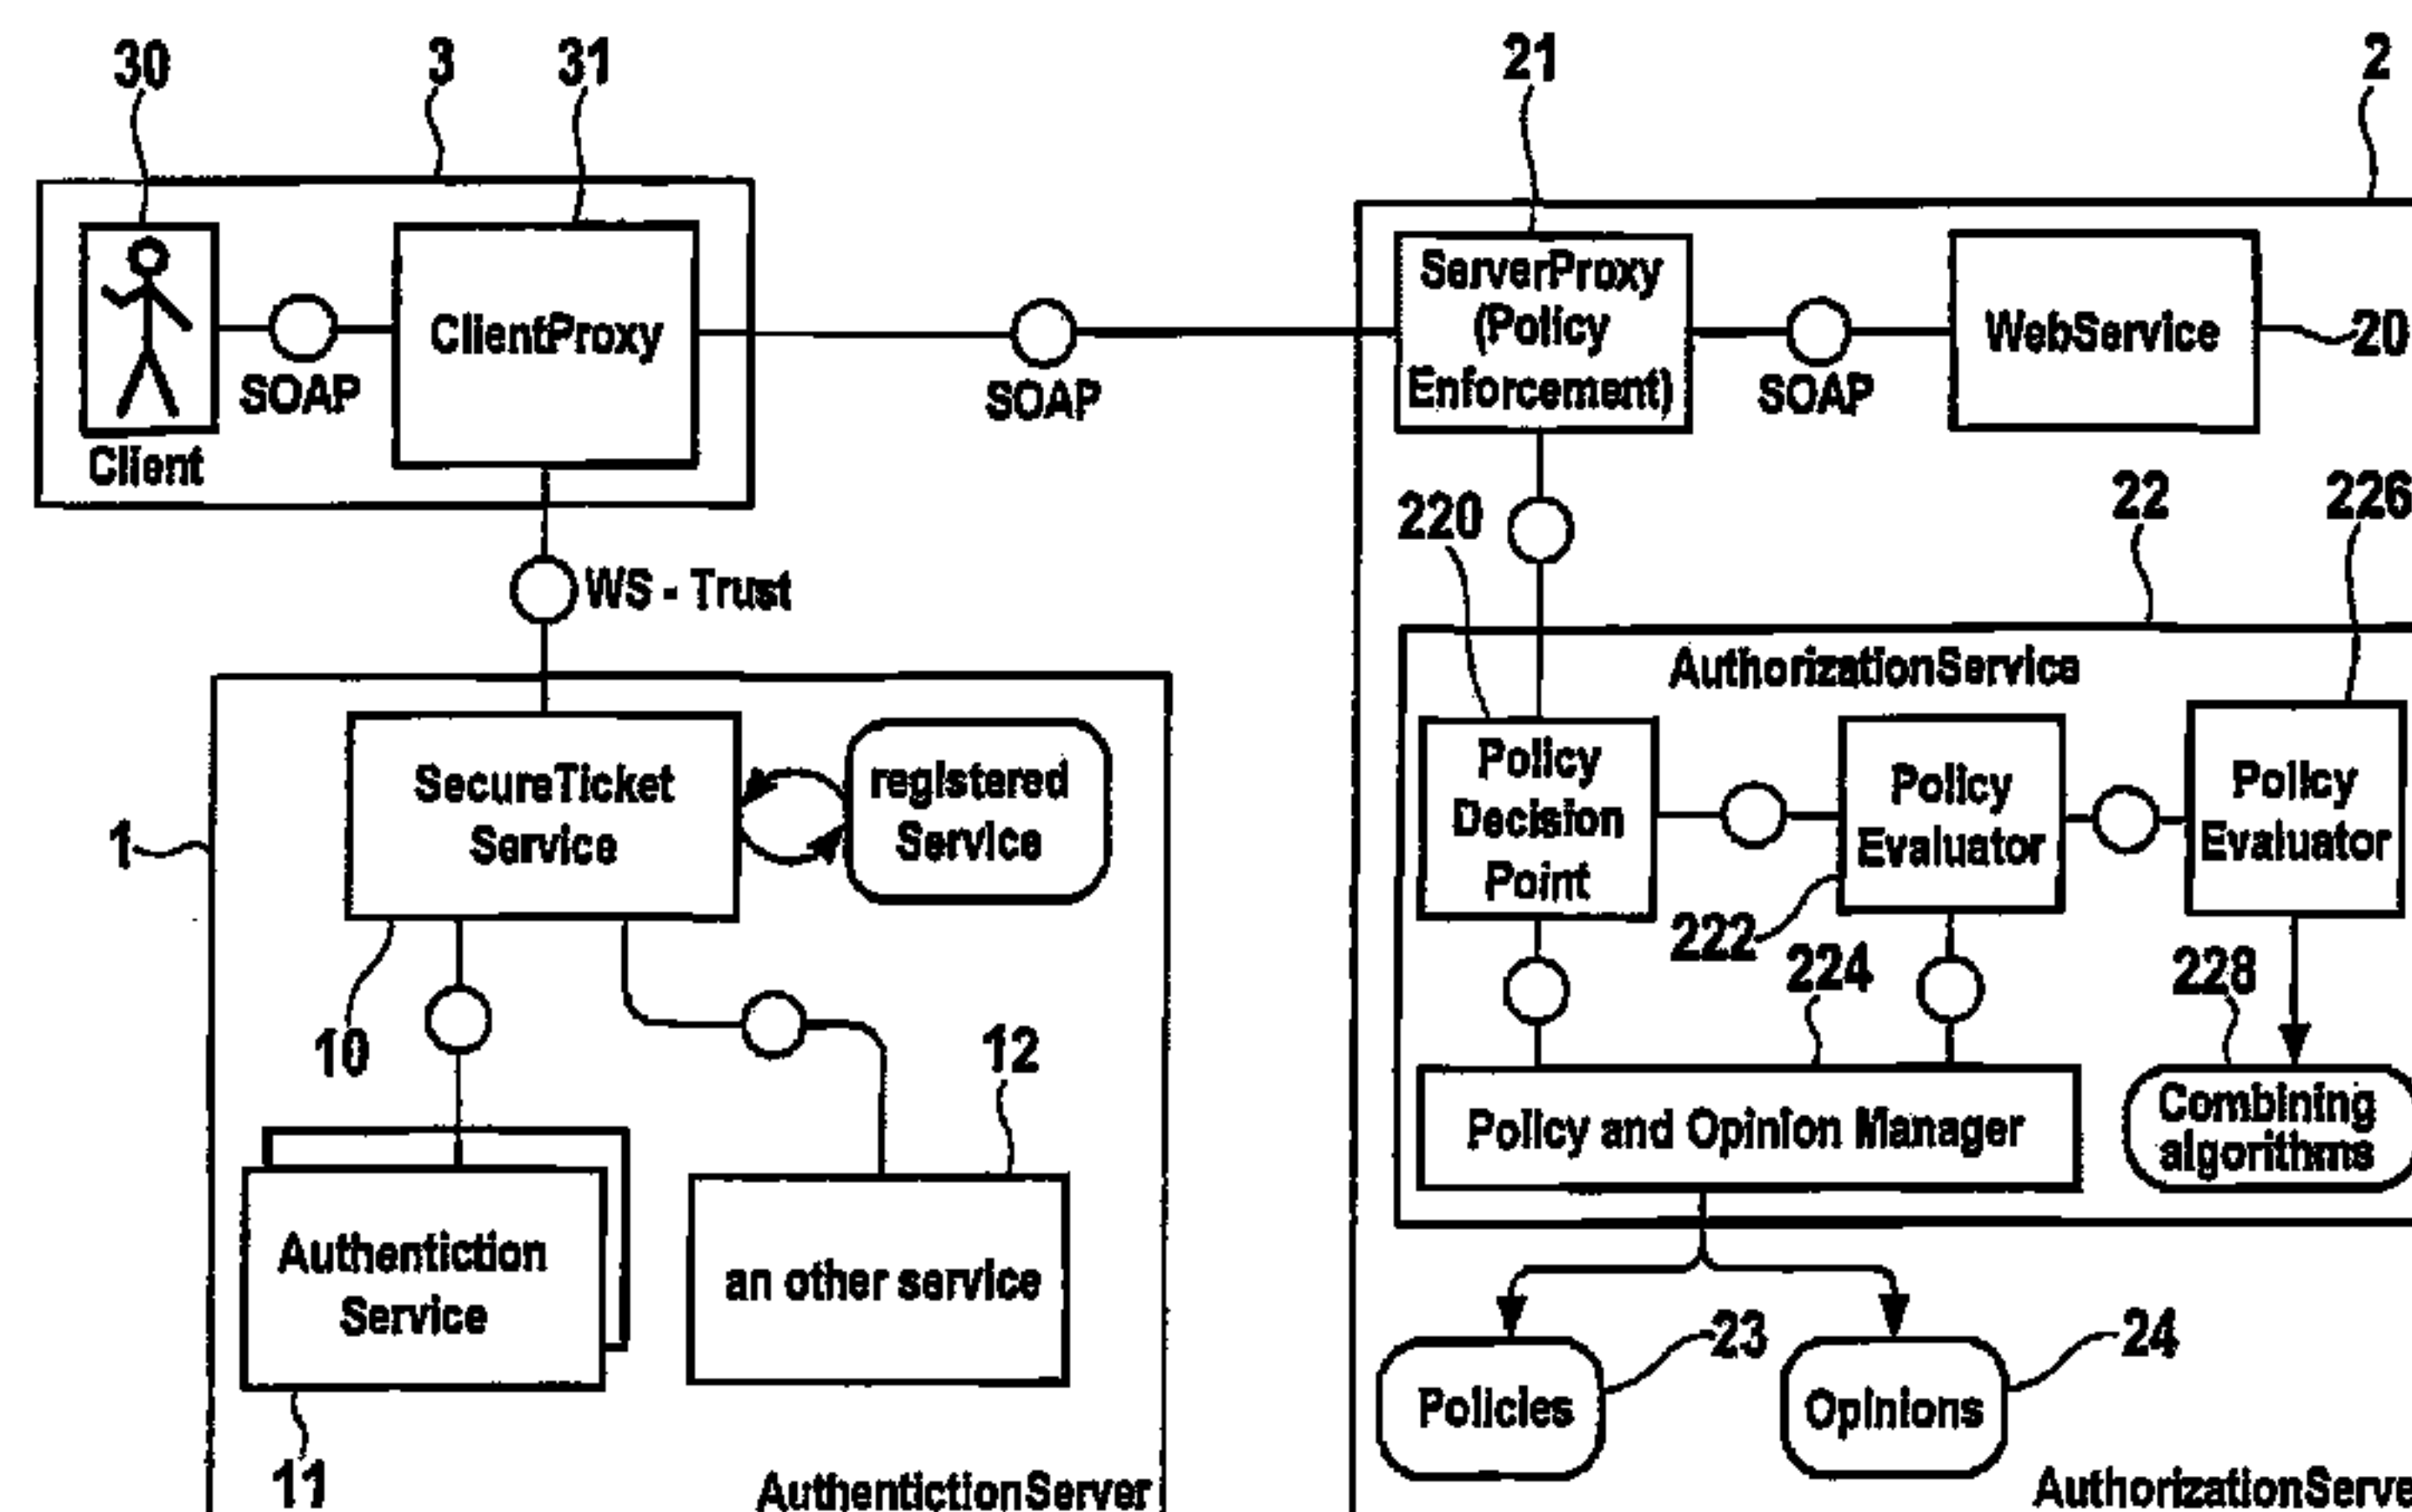 30
3
31
21
2
ServerProxy
(Policy
Enforcement)
ClientProxy
WebService
20
SOAP
SOAP
SOAP
Client
220
22
226
WS - Trust
AuthorizationService
SecureTicket
Service
registered
Service
1
Policy
Decision
Point
Policy
Evaluator
Policy
Evaluator
222
224
228
10
12
Policy and Opinion Manager
Combining
algorithms
Authentiction
Service
an other service
23
24
Policies
Opinions
11
AuthentictionServer
AuthorizationServe